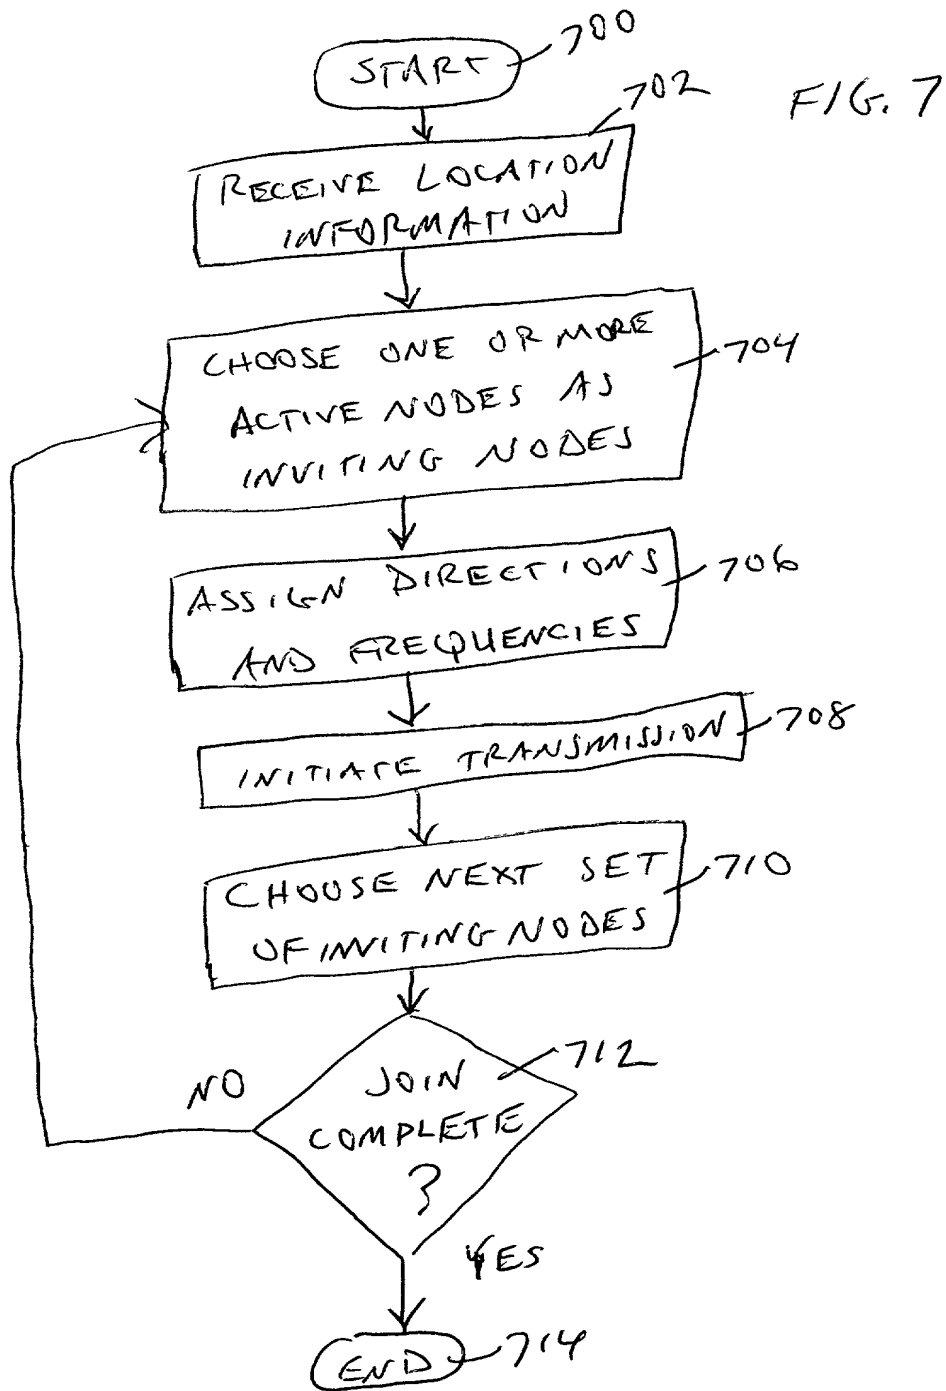 700
START
FIG. 7
702
RECEIVE LOCATION
INFORMATION
CHOOSE ONE OR MORE
704
ACTIVE NODES AS
INVITING NODES
ASSIGN DIRECTIONS
706
AND FREQUENCIES
INITIATE TRANSMISSION
708
CHOOSE NEXT SET
710
OF INVITING NODES
712
JOIN
COMPLETE
?
NO
YES
END
714